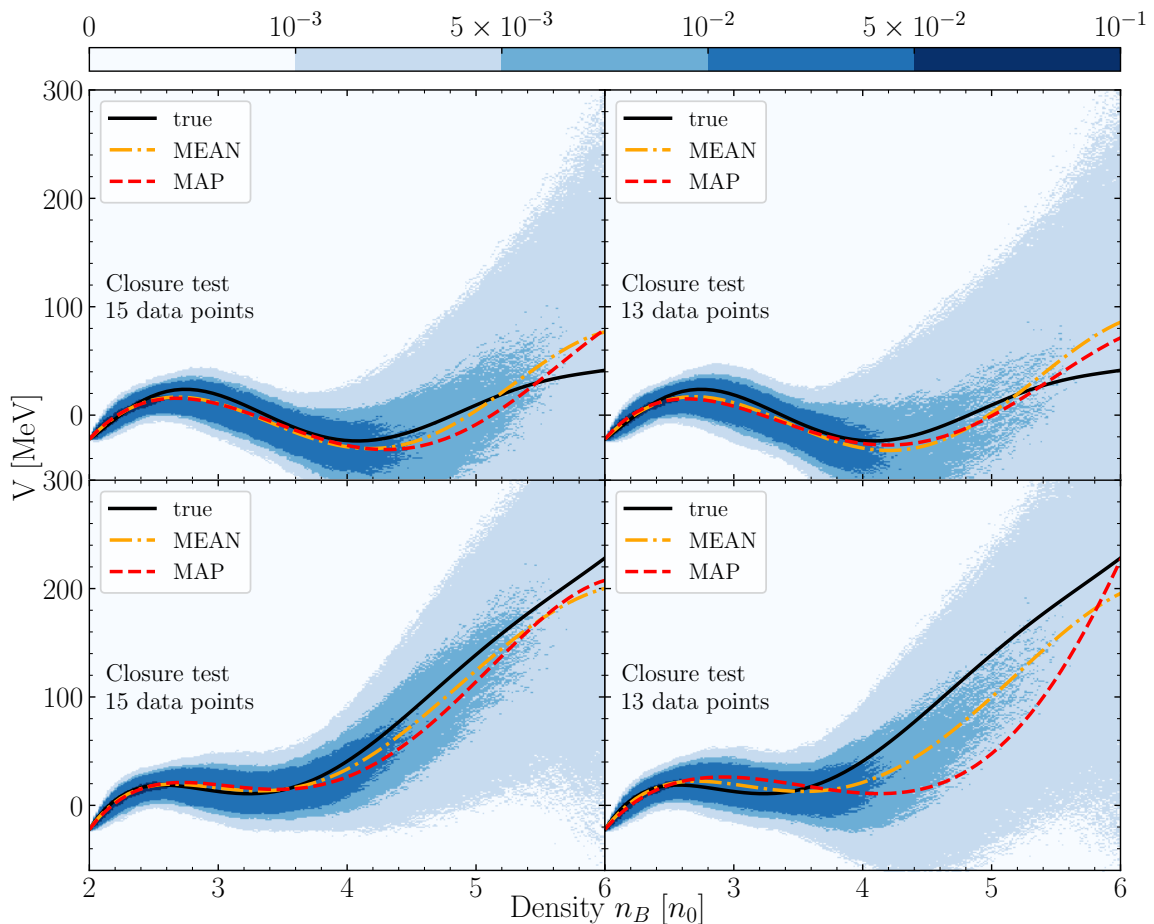 0 10⁻³ 5 × 10⁻³ 10⁻² 5 × 10⁻² 10⁻¹
300
200
100
0
true
MEAN
MAP
Closure test
15 data points
true
MEAN
MAP
Closure test
13 data points
V [MeV]
300
200
100
0
true
MEAN
MAP
Closure test
15 data points
true
MEAN
MAP
Closure test
13 data points
2 3 4 5 6 3 4 5 6
Density n_B [n_0]